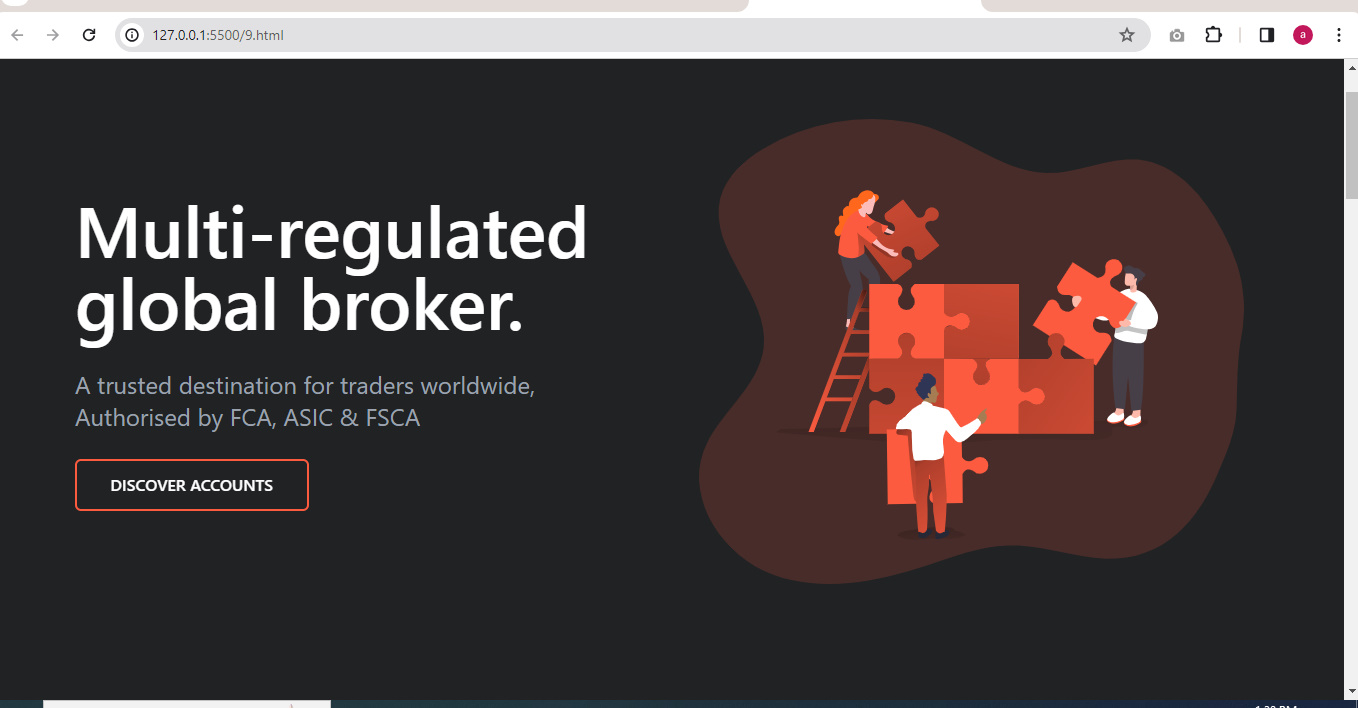 127.0.0.1:5500/9.html
a
Multi-regulated
global broker.
A trusted destination for traders worldwide,
Authorised by FCA, ASIC & FSCA
DISCOVER ACCOUNTS